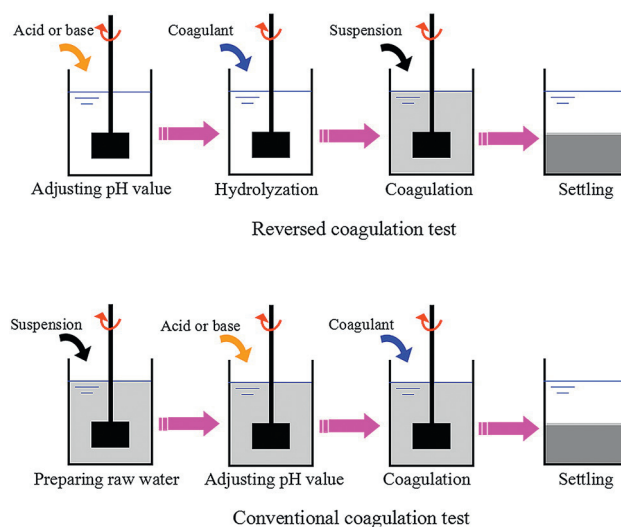 Acid or base
Coagulant
Suspension
Adjusting pH value
Hydrolyzation
Coagulation
Settling
Reversed coagulation test
Suspension
Acid or base
Coagulant
Preparing raw water
Adjusting pH value
Coagulation
Settling
Conventional coagulation test